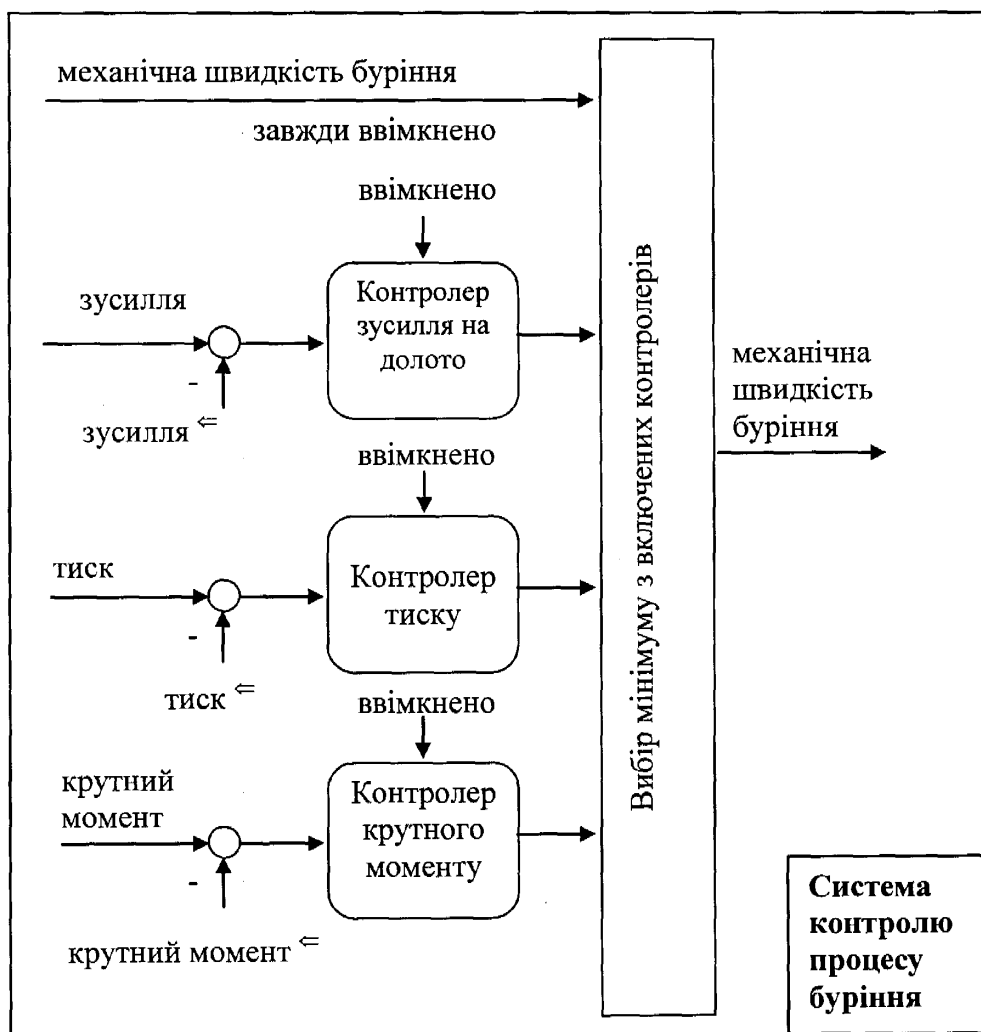 механічна швидкість буріння
завжди ввімкнено
ввімкнено
зусилля
Контролер
зусилля на
долото
-
зусилля ⇐
ввімкнено
тиск
Контролер
тиску
-
тиск ⇐
ввімкнено
крутний
момент
Контролер
крутного
моменту
-
крутний момент ⇐
Вибір мінімуму з включених контролерів
механічна
швидкість
буріння
Система
контролю
процесу
буріння